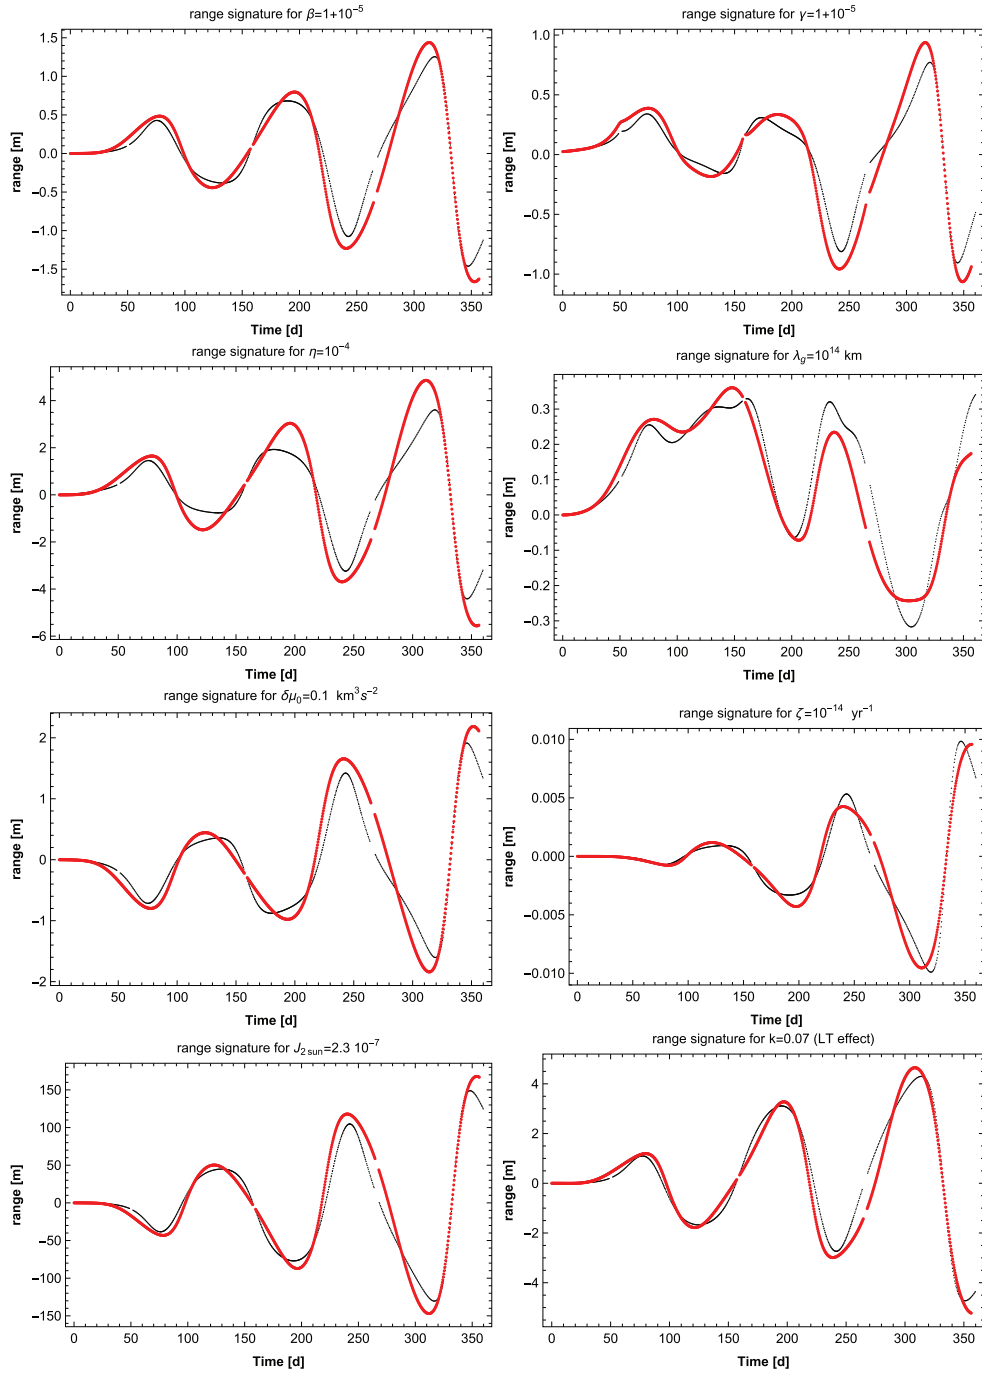 range signature for β=1+10⁻⁵
range [m]
1.5
1.0
0.5
0.0
−0.5
−1.0
−1.5
0 50 100 150 200 250 300 350
Time [d]
range signature for γ=1+10⁻⁵
range [m]
1.0
0.5
0.0
−0.5
−1.0
0 50 100 150 200 250 300 350
Time [d]
range signature for η=10⁻⁴
range [m]
4
2
0
−2
−4
−6
0 50 100 150 200 250 300 350
Time [d]
range signature for λg=10¹⁴ km
range [m]
0.3
0.2
0.1
0.0
−0.1
−0.2
−0.3
0 50 100 150 200 250 300 350
Time [d]
range signature for δμ₀=0.1 km³s⁻²
range [m]
2
1
0
−1
−2
0 50 100 150 200 250 300 350
Time [d]
range signature for ζ=10⁻¹⁴ yr⁻¹
range [m]
0.010
0.005
0.000
−0.005
−0.010
0 50 100 150 200 250 300 350
Time [d]
range signature for J₂ sun=2.3 10⁻⁷
range [m]
150
100
50
0
−50
−100
−150
0 50 100 150 200 250 300 350
Time [d]
range signature for k=0.07 (LT effect)
range [m]
4
2
0
−2
−4
0 50 100 150 200 250 300 350
Time [d]